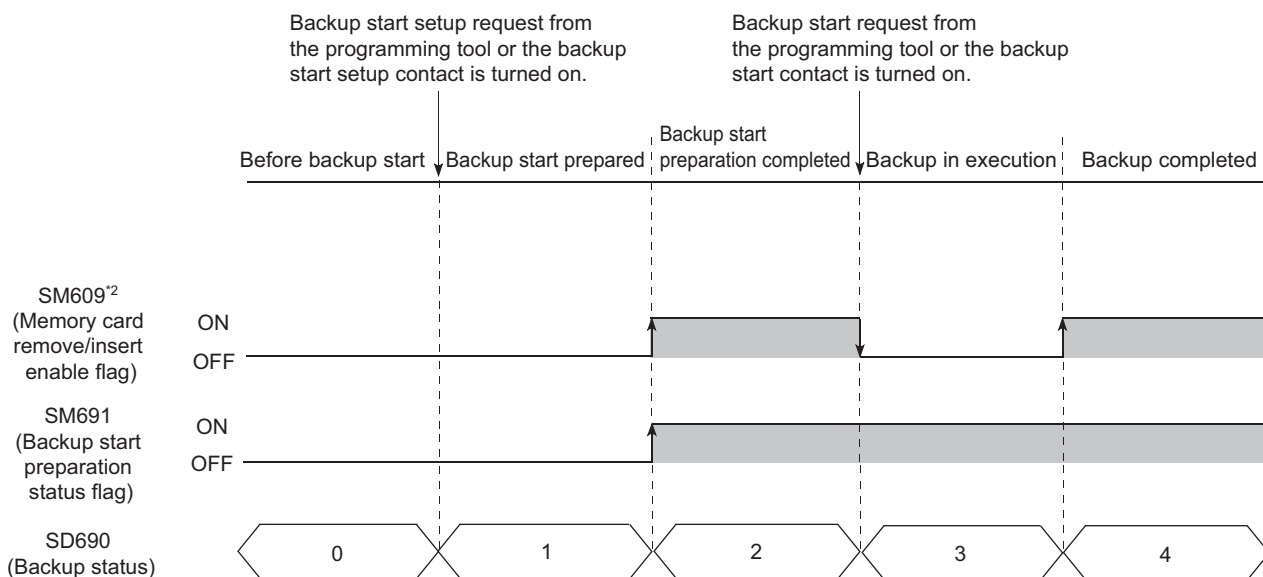 Backup start setup request from
the programming tool or the backup
start setup contact is turned on.
Backup start request from
the programming tool or the backup
start contact is turned on.
Before backup start
Backup start prepared
Backup start
preparation completed
Backup in execution
Backup completed
SM609*2
(Memory card
remove/insert
enable flag)
ON
OFF
SM691
(Backup start
preparation
status flag)
ON
OFF
SD690
(Backup status)
0
1
2
3
4